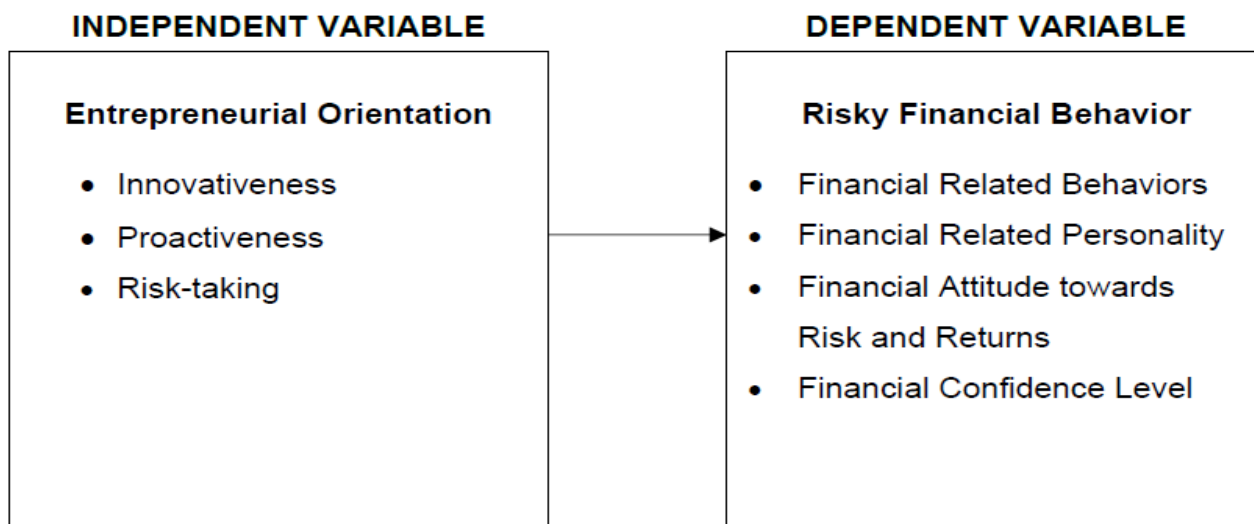 INDEPENDENT VARIABLE
Entrepreneurial Orientation
• Innovativeness
• Proactiveness
• Risk-taking
DEPENDENT VARIABLE
Risky Financial Behavior
• Financial Related Behaviors
• Financial Related Personality
• Financial Attitude towards
Risk and Returns
• Financial Confidence Level